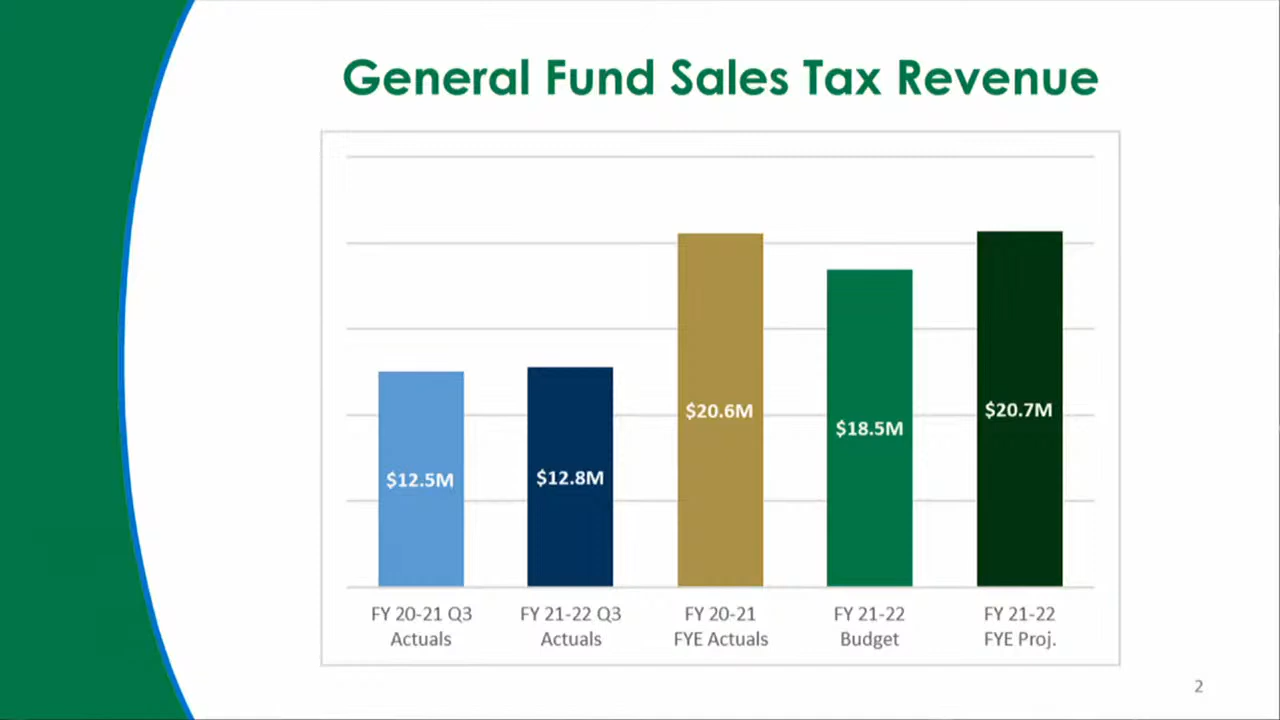 General Fund Sales Tax Revenue
$12.5M
$12.8M
$20.6M
$18.5M
$20.7M
FY 20-21 Q3
Actuals
FY 21-22 Q3
Actuals
FY 20-21
FYE Actuals
FY 21-22
Budget
FY 21-22
FYE Proj.
2